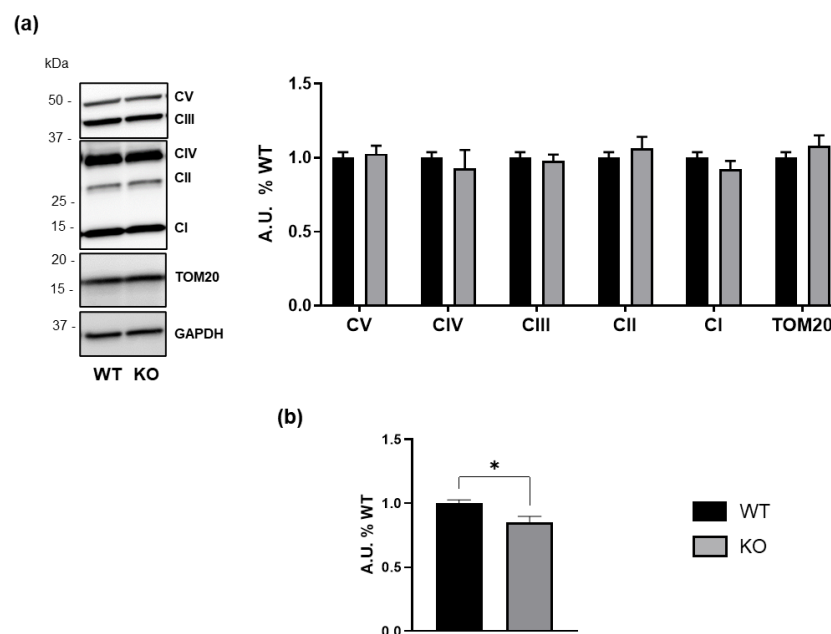 (a)
kDa
50 -
37 -
25 -
15 -
20 -
15 -
37 -
CV
CIII
CIV
CII
CI
TOM20
GAPDH
WT KO
A.U. % WT
1.5
1.0
0.5
0.0
CV CIV CIII CII CI TOM20
(b)
A.U. % WT
1.5
1.0
0.5
0.0
*
WT
KO